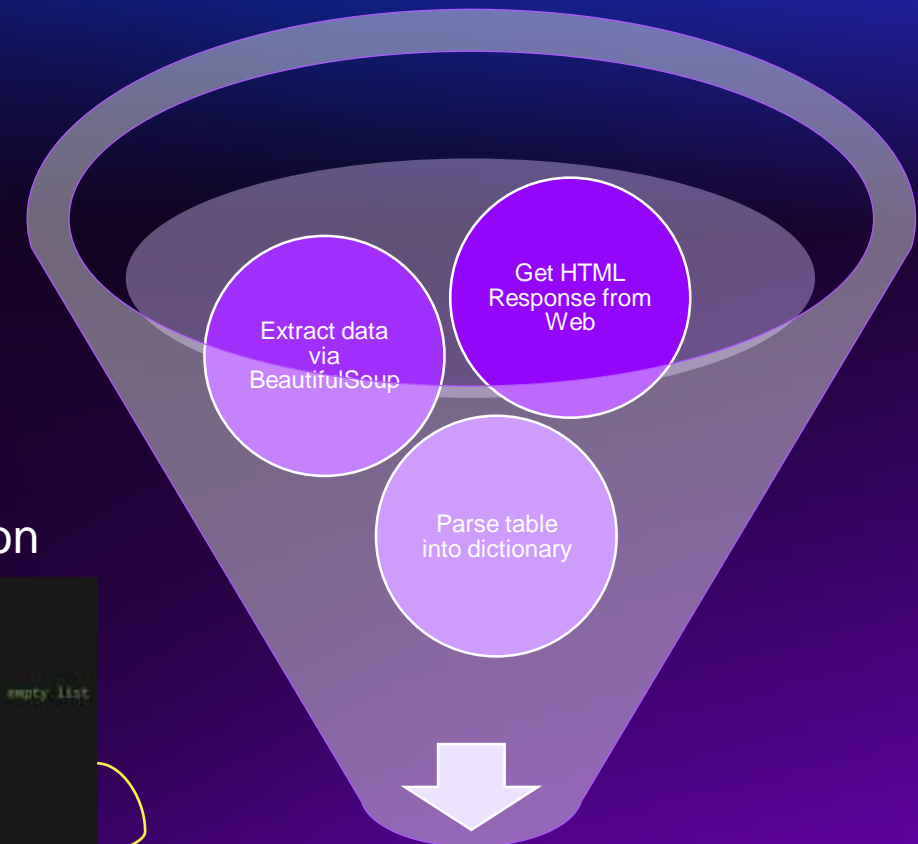 Get HTML
Response from
Web
Extract data
via
BeautifulSoup
Parse table
into dictionary
on
empty list